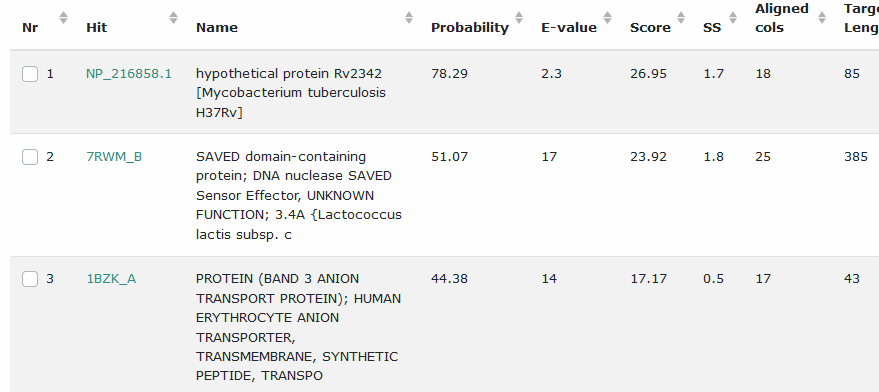 Nr Hit Name Probability E-value Score SS Aligned cols Targe Leng
1 NP_216858.1 hypothetical protein Rv2342 78.29 2.3 26.95 1.7 18 85
[Mycobacterium tuberculosis
H37Rv]
2 7RWM_B SAVED domain-containing 51.07 17 23.92 1.8 25 385
protein; DNA nuclease SAVED
Sensor Effector, UNKNOWN
FUNCTION; 3.4A {Lactococcus
lactis subsp. c
3 1BZK_A PROTEIN (BAND 3 ANION 44.38 14 17.17 0.5 17 43
TRANSPORT PROTEIN); HUMAN
ERYTHROCYTE ANION
TRANSPORTER,
TRANSMEMBRANE, SYNTHETIC
PEPTIDE, TRANSPO